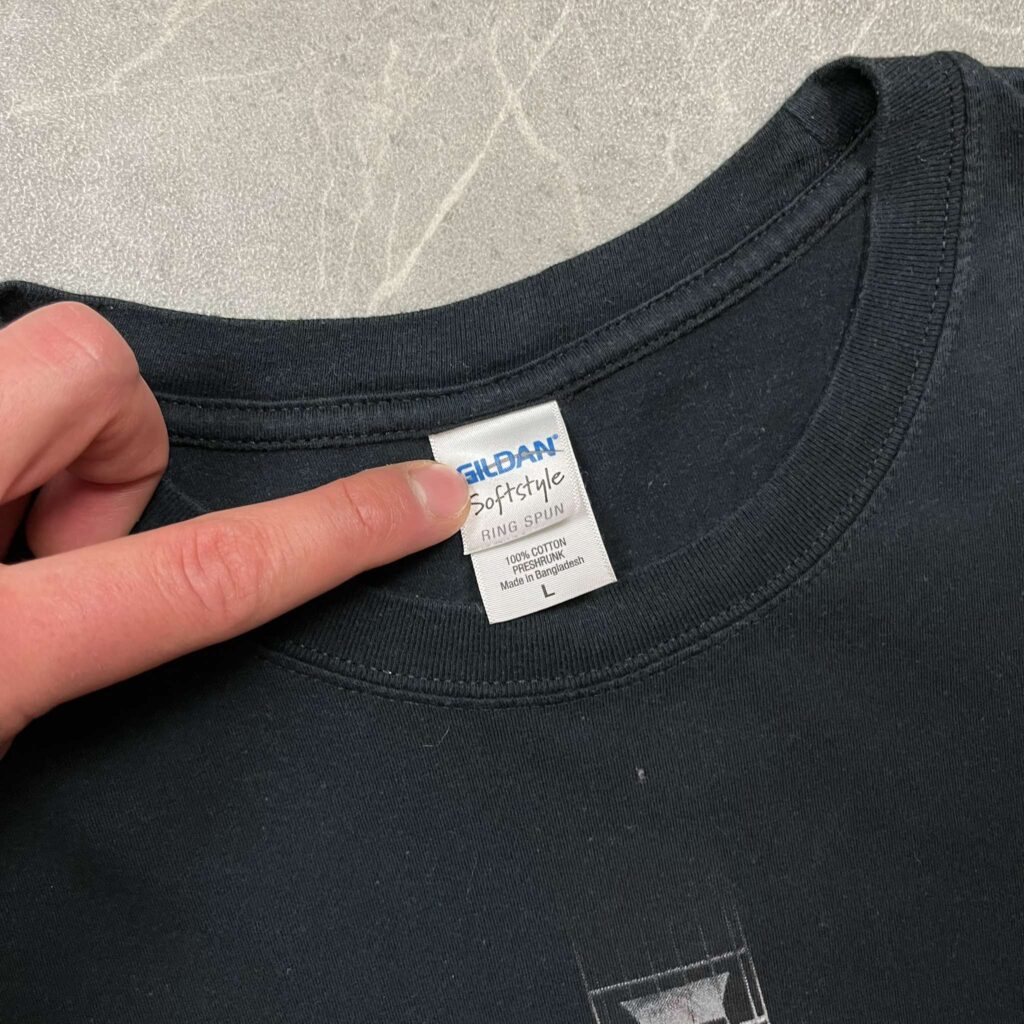 GILDAN®
Softstyle
RING SPUN
100% COTTON
PRESHRUNK
Made in Bangladesh
L